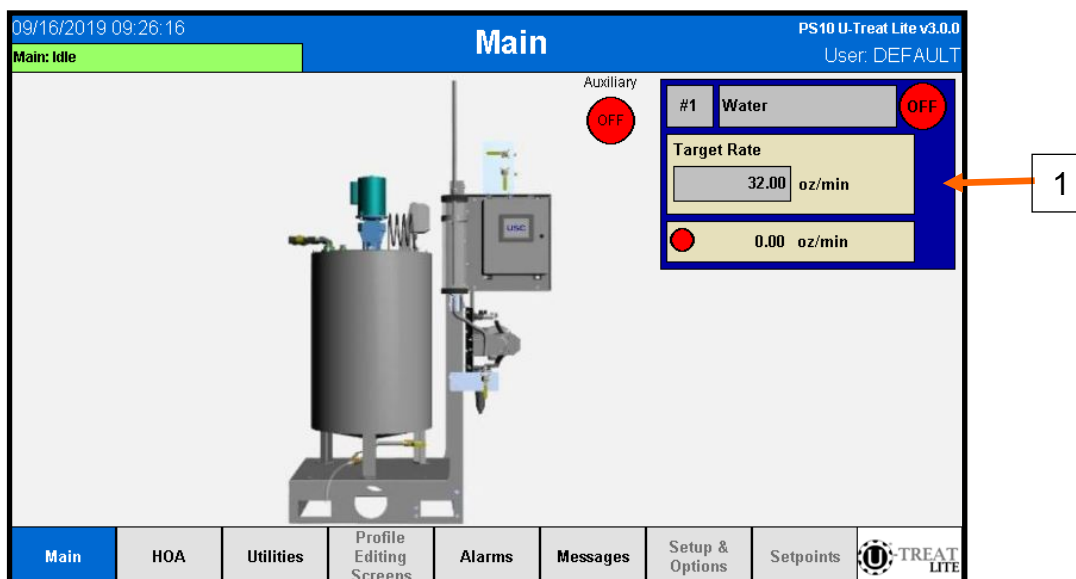 09/16/2019 09:26:16
Main
PS10 U-Treat Lite v3.0.0
Main: Idle
User: DEFAULT
Auxiliary
OFF
#1 Water OFF
Target Rate
32.00 oz/min
0.00 oz/min
1
USC
Main
HOA
Utilities
Profile
Editing
Screens
Alarms
Messages
Setup &
Options
Setpoints
U-TREAT
LITE